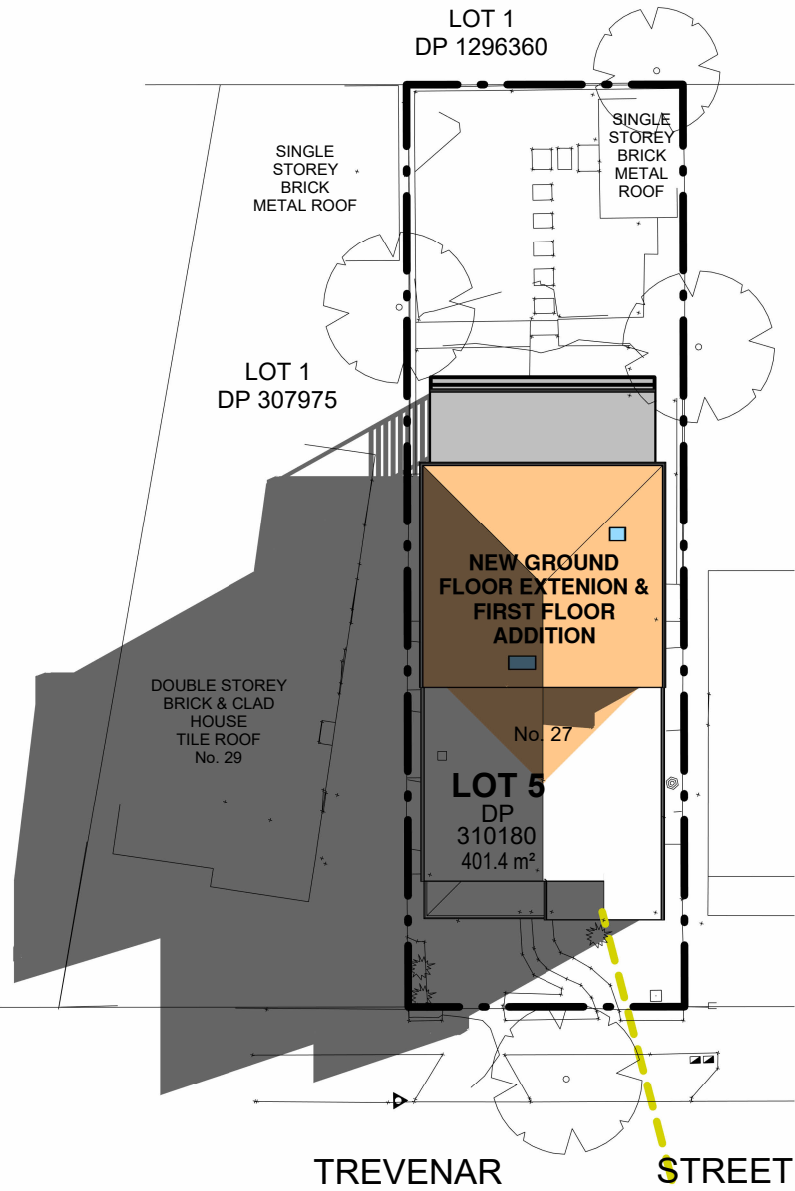 LOT 1
DP 1296360
SINGLE
STOREY
BRICK
METAL ROOF
SINGLE
STOREY
BRICK
METAL
ROOF
LOT 1
DP 307975
NEW GROUND
FLOOR EXTENION &
FIRST FLOOR
ADDITION
DOUBLE STOREY
BRICK & CLAD
HOUSE
TILE ROOF
No. 29
No. 27
LOT 5
DP
310180
401.4 m²
TREVENAR STREET